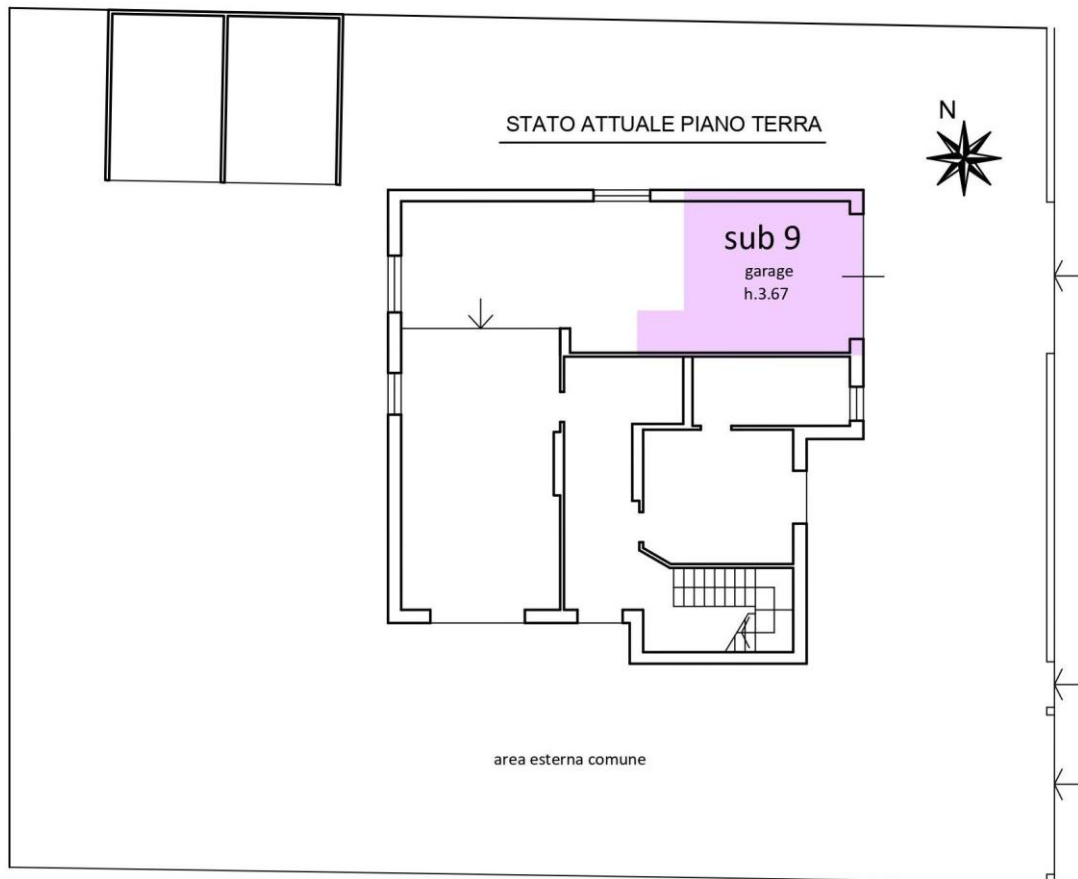 STATO ATTUALE PIANO TERRA
N
sub 9
garage
h.3.67
area esterna comune